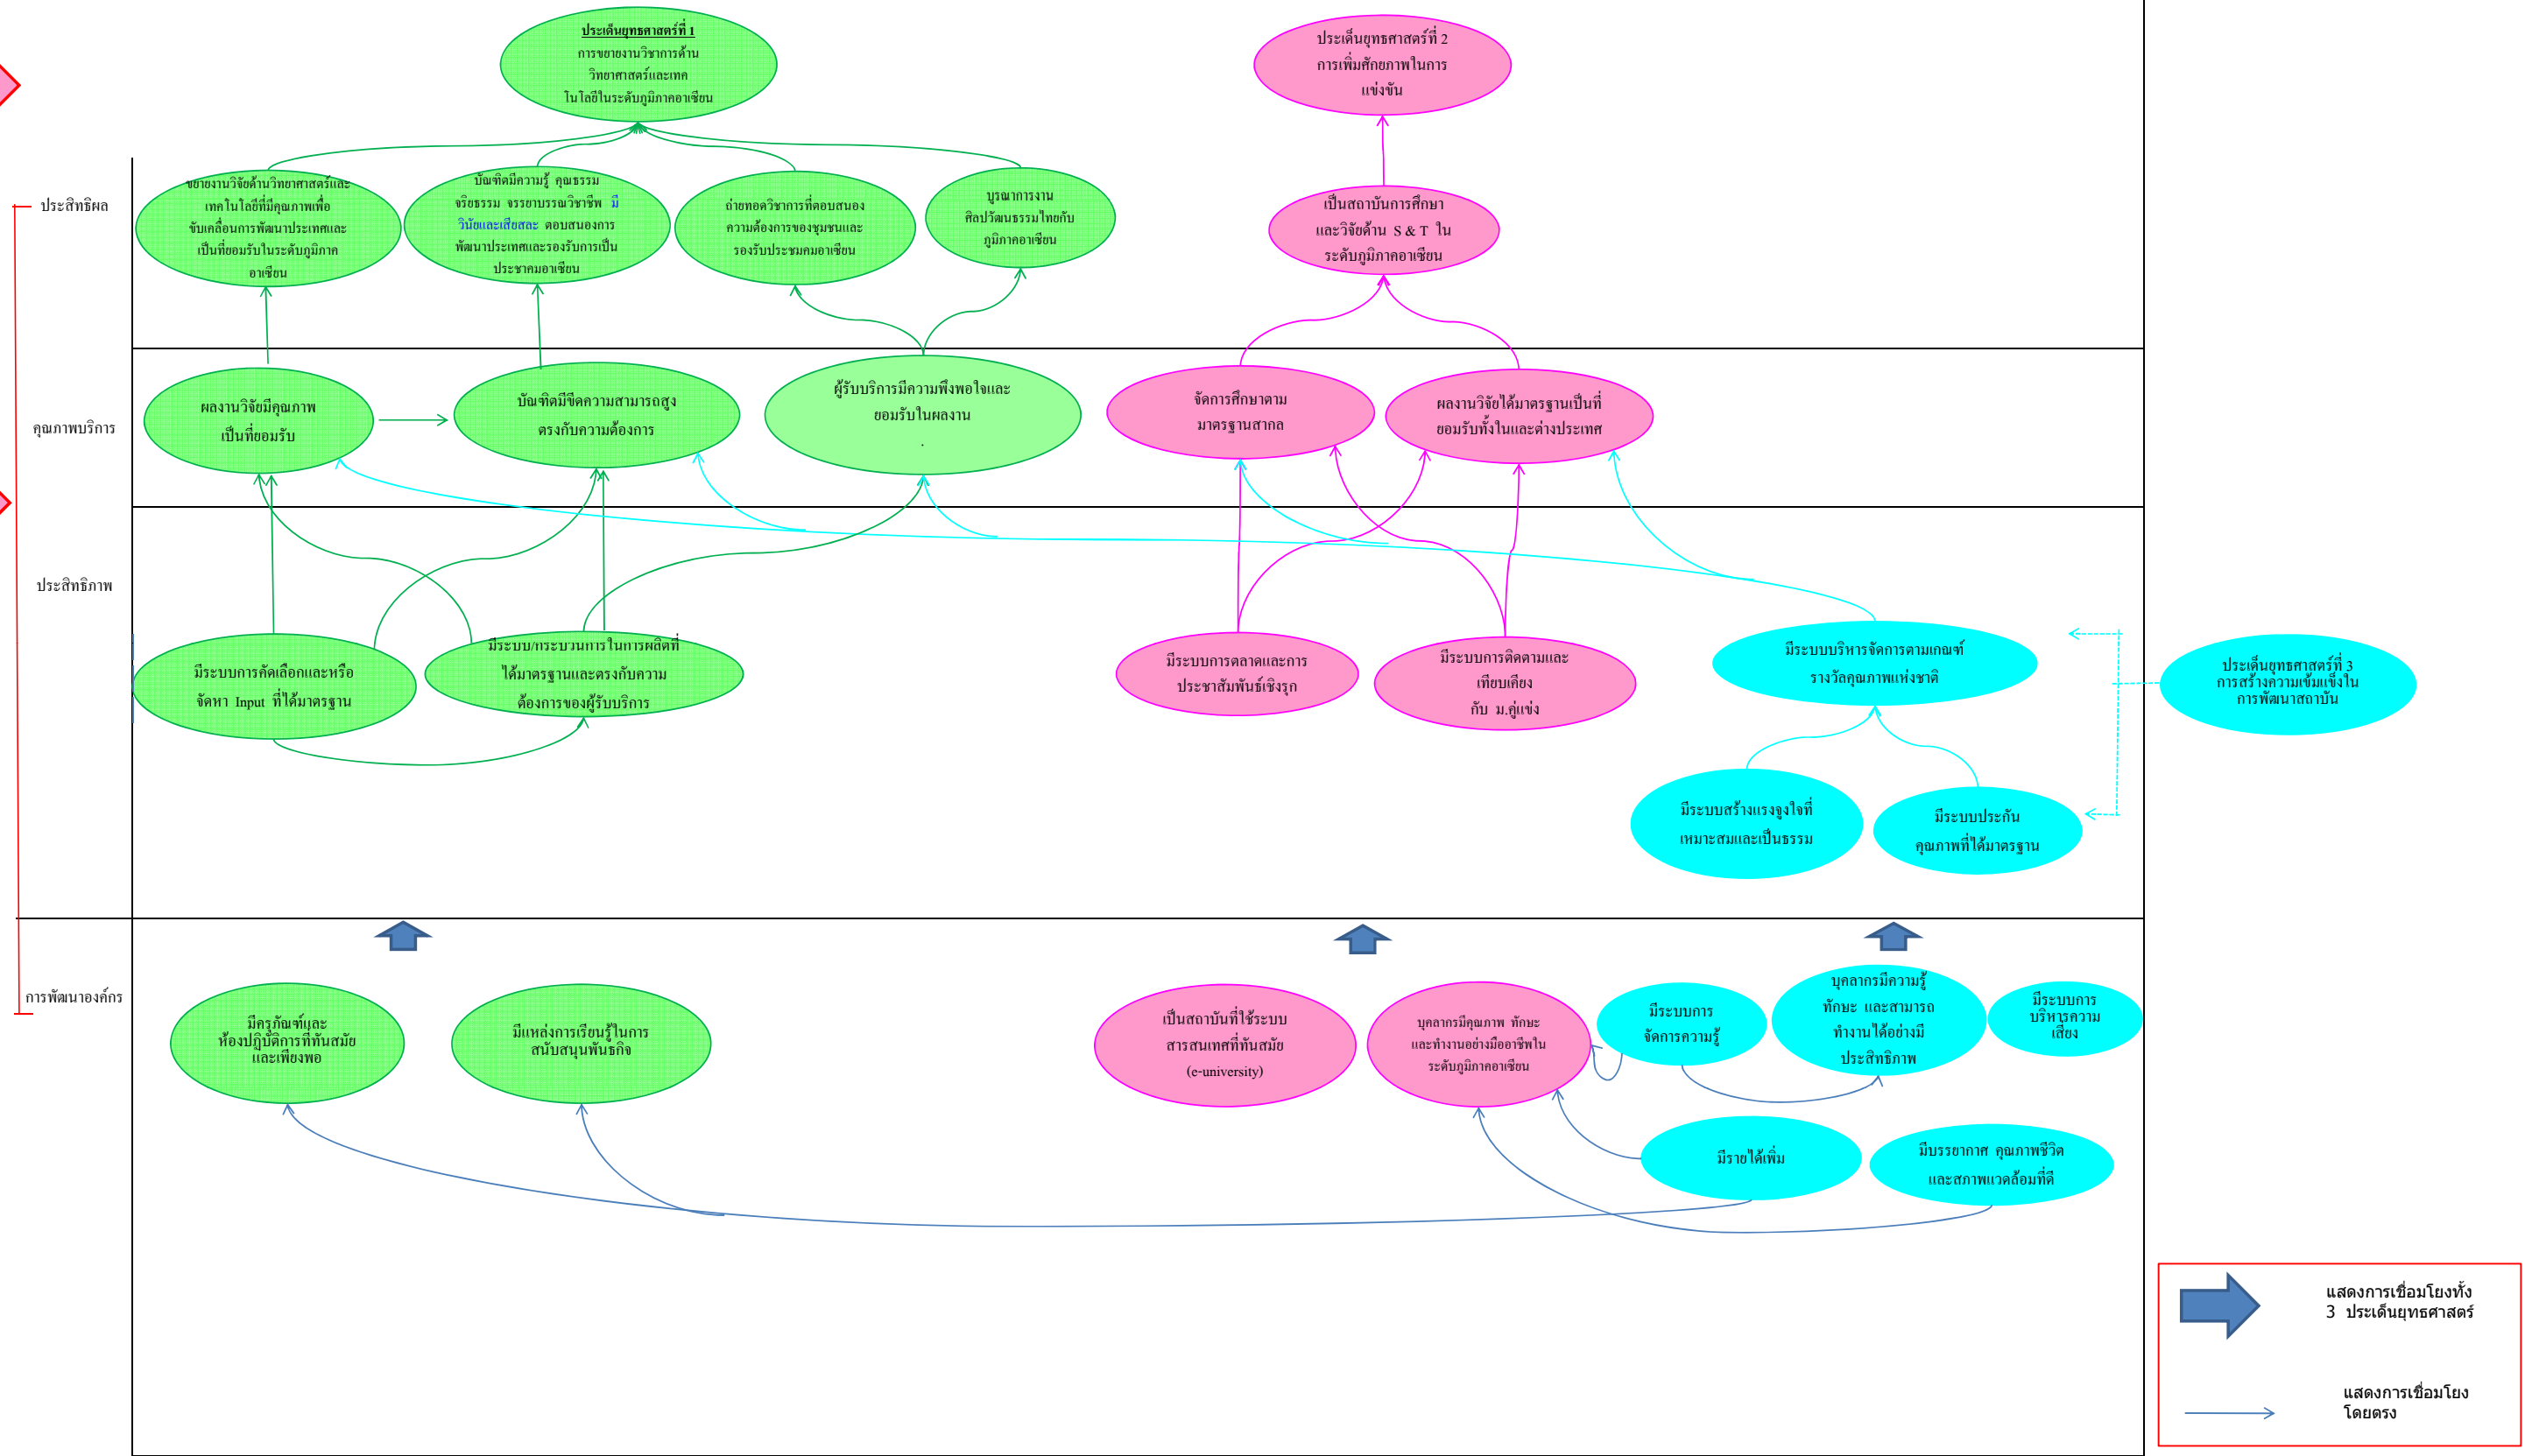 ประเด็นยุทธศาสตร์ที่ 1
การขยายงานวิชาการด้าน
วิทยาศาสตร์และเทค
โนโลยีในระดับภูมิภาคอาเซียน
ประเด็นยุทธศาสตร์ที่ 2
การเพิ่มศักยภาพในการ
แข่งขัน
ประสิทธิผล
ขยายงานวิจัยด้านวิทยาศาสตร์และ
เทคโนโลยีที่มีคุณภาพเพื่อ
ขับเคลื่อนการพัฒนาประเทศและ
เป็นที่ยอมรับในระดับภูมิภาค
อาเซียน
บัณฑิตมีความรู้ คุณธรรม
จริยธรรม จรรยาบรรณวิชาชีพ มี
วินัยและเสียสละ ตอบสนองการ
พัฒนาประเทศและรองรับการเป็น
ประชาคมอาเซียน
ถ่ายทอดวิชาการที่ตอบสนอง
ความต้องการของชุมชนและ
รองรับประชมคมอาเซียน
บูรณาการงาน
ศิลปวัฒนธรรมไทยกับ
ภูมิภาคอาเซียน
เป็นสถาบันการศึกษา
และวิจัยด้าน S & T ใน
ระดับภูมิภาคอาเซียน
คุณภาพบริการ
ผลงานวิจัยมีคุณภาพ
เป็นที่ยอมรับ
บัณฑิตมีขีดความสามารถสูง
ตรงกับความต้องการ
ผู้รับบริการมีความพึงพอใจและ
ยอมรับในผลงาน
.
จัดการศึกษาตาม
มาตรฐานสากล
ผลงานวิจัยได้มาตรฐานเป็นที่
ยอมรับทั้งในและต่างประเทศ
ประสิทธิภาพ
มีระบบการคัดเลือกและหรือ
จัดหา Input ที่ได้มาตรฐาน
มีระบบ/กระบวนการในการผลิตที่
ได้มาตรฐานและตรงกับความ
ต้องการของผู้รับบริการ
มีระบบการตลาดและการ
ประชาสัมพันธ์เชิงรุก
มีระบบการติดตามและ
เทียบเคียง
กับ ม.คู่แข่ง
มีระบบบริหารจัดการตามเกณฑ์
รางวัลคุณภาพแห่งชาติ
ประเด็นยุทธศาสตร์ที่ 3
การสร้างความเข้มแข็งใน
การพัฒนาสถาบัน
มีระบบสร้างแรงจูงใจที่
เหมาะสมและเป็นธรรม
มีระบบประกัน
คุณภาพที่ได้มาตรฐาน
การพัฒนาองค์กร
มีครุภัณฑ์และ
ห้องปฏิบัติการที่ทันสมัย
และเพียงพอ
มีแหล่งการเรียนรู้ในการ
สนับสนุนพันธกิจ
เป็นสถาบันที่ใช้ระบบ
สารสนเทศที่ทันสมัย
(e-university)
บุคลากรมีคุณภาพ ทักษะ
และทำงานอย่างมืออาชีพใน
ระดับภูมิภาคอาเซียน
มีระบบการ
จัดการความรู้
บุคลากรมีความรู้
ทักษะ และสามารถ
ทำงานได้อย่างมี
ประสิทธิภาพ
มีระบบการ
บริหารความ
เสี่ยง
มีรายได้เพิ่ม
มีบรรยากาศ คุณภาพชีวิต
และสภาพแวดล้อมที่ดี
แสดงการเชื่อมโยงทั้ง
3 ประเด็นยุทธศาสตร์
แสดงการเชื่อมโยง
โดยตรง